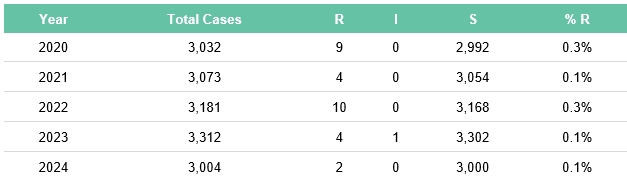 Year Total Cases R I S % R
2020 3,032 9 0 2,992 0.3%
2021 3,073 4 0 3,054 0.1%
2022 3,181 10 0 3,168 0.3%
2023 3,312 4 1 3,302 0.1%
2024 3,004 2 0 3,000 0.1%